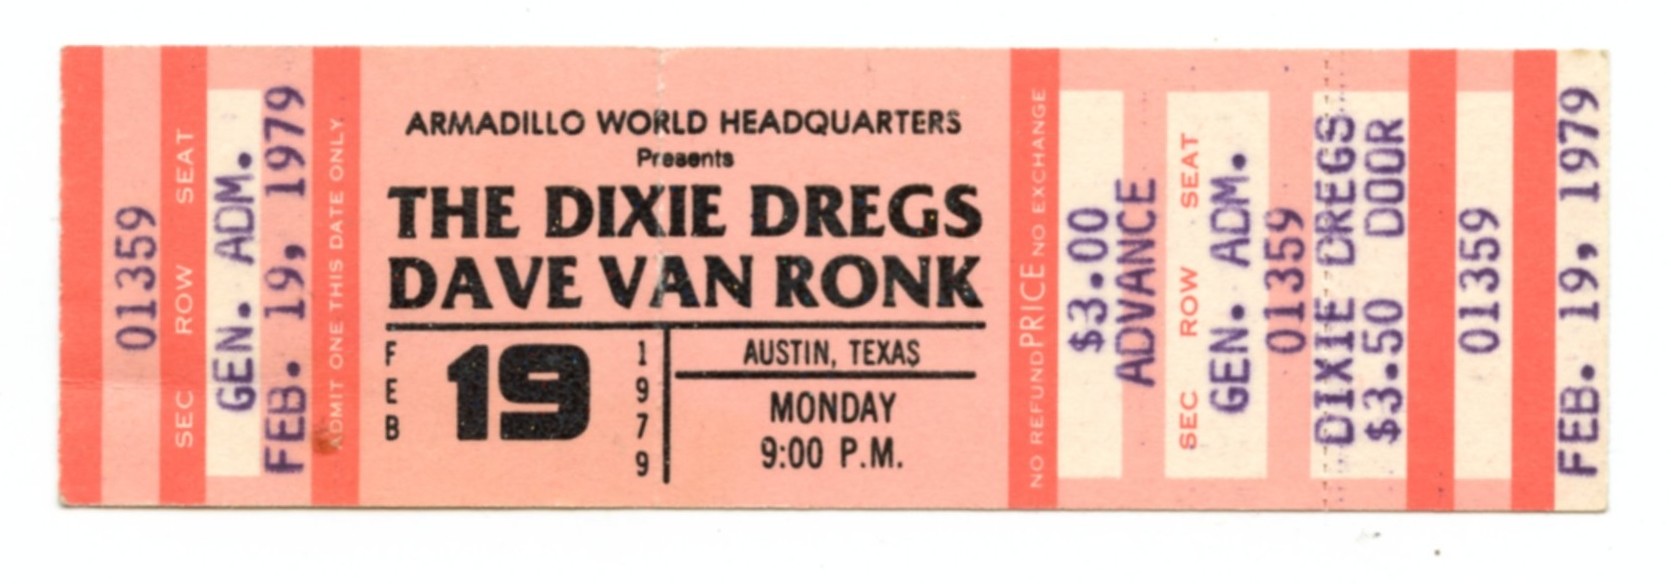 01359
SEC ROW SEAT
GEN. ADM.
FEB. 19, 1979
ADMIT ONE THIS DATE ONLY
ARMADILLO WORLD HEADQUARTERS
Presents
THE DIXIE DREGS
DAVE VAN RONK
FEB
19
1979
AUSTIN, TEXAS
MONDAY
9:00 P.M.
NO REFUND PRICE NO EXCHANGE
$3.00
ADVANCE
SEC ROW SEAT
GEN. ADM.
01359
DIXIE DREGS
$3.50 DOOR
01359
FEB. 19, 1979